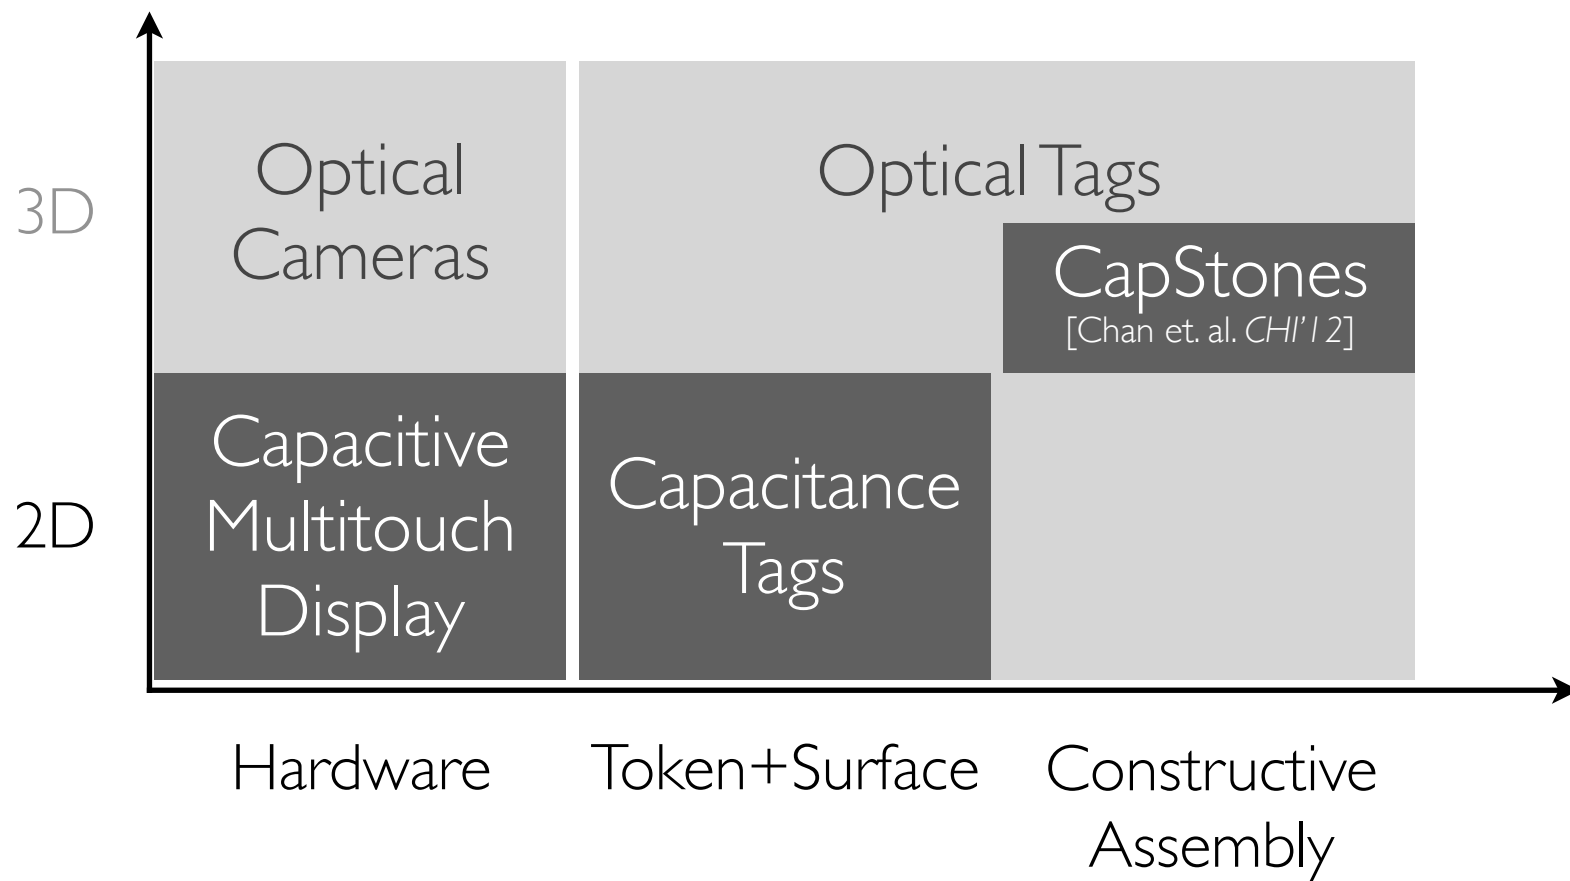 3D
Optical
Cameras
Optical Tags
CapStones
[Chan et. al. CHI'12]
2D
Capacitive
Multitouch
Display
Capacitance
Tags
Hardware
Token+Surface
Constructive
Assembly